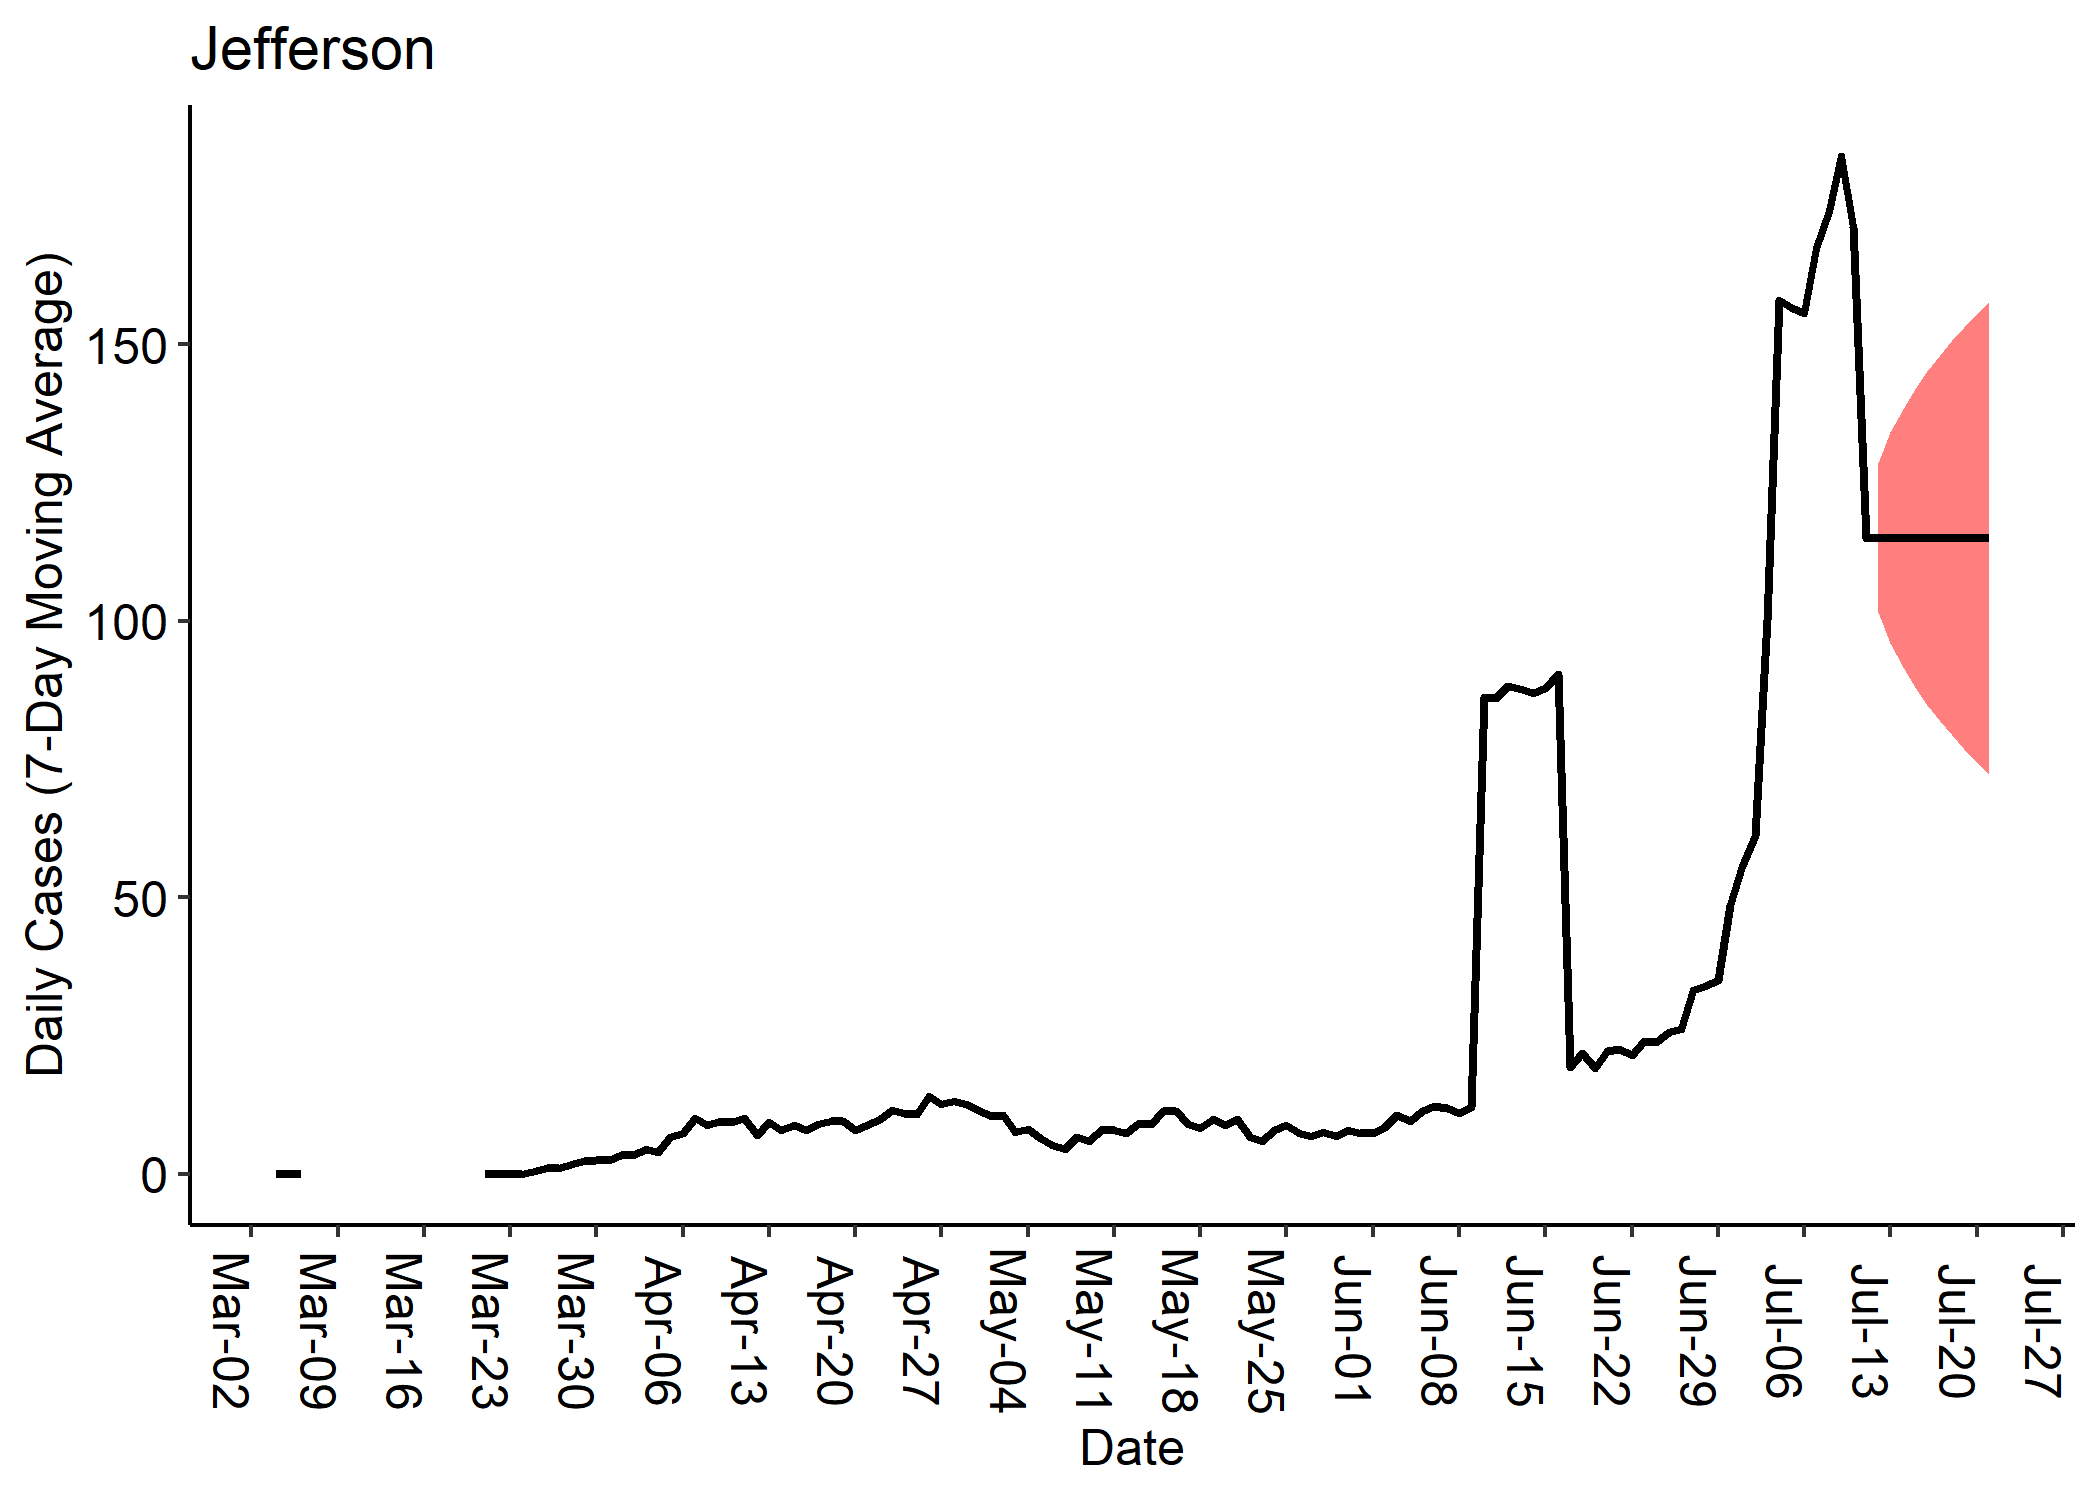 Jefferson
Daily Cases (7-Day Moving Average)
150
100
50
0
Mar-02
Mar-09
Mar-16
Mar-23
Mar-30
Apr-06
Apr-13
Apr-20
Apr-27
May-04
May-11
May-18
May-25
Jun-01
Jun-08
Jun-15
Jun-22
Jun-29
Jul-06
Jul-13
Jul-20
Jul-27
Date